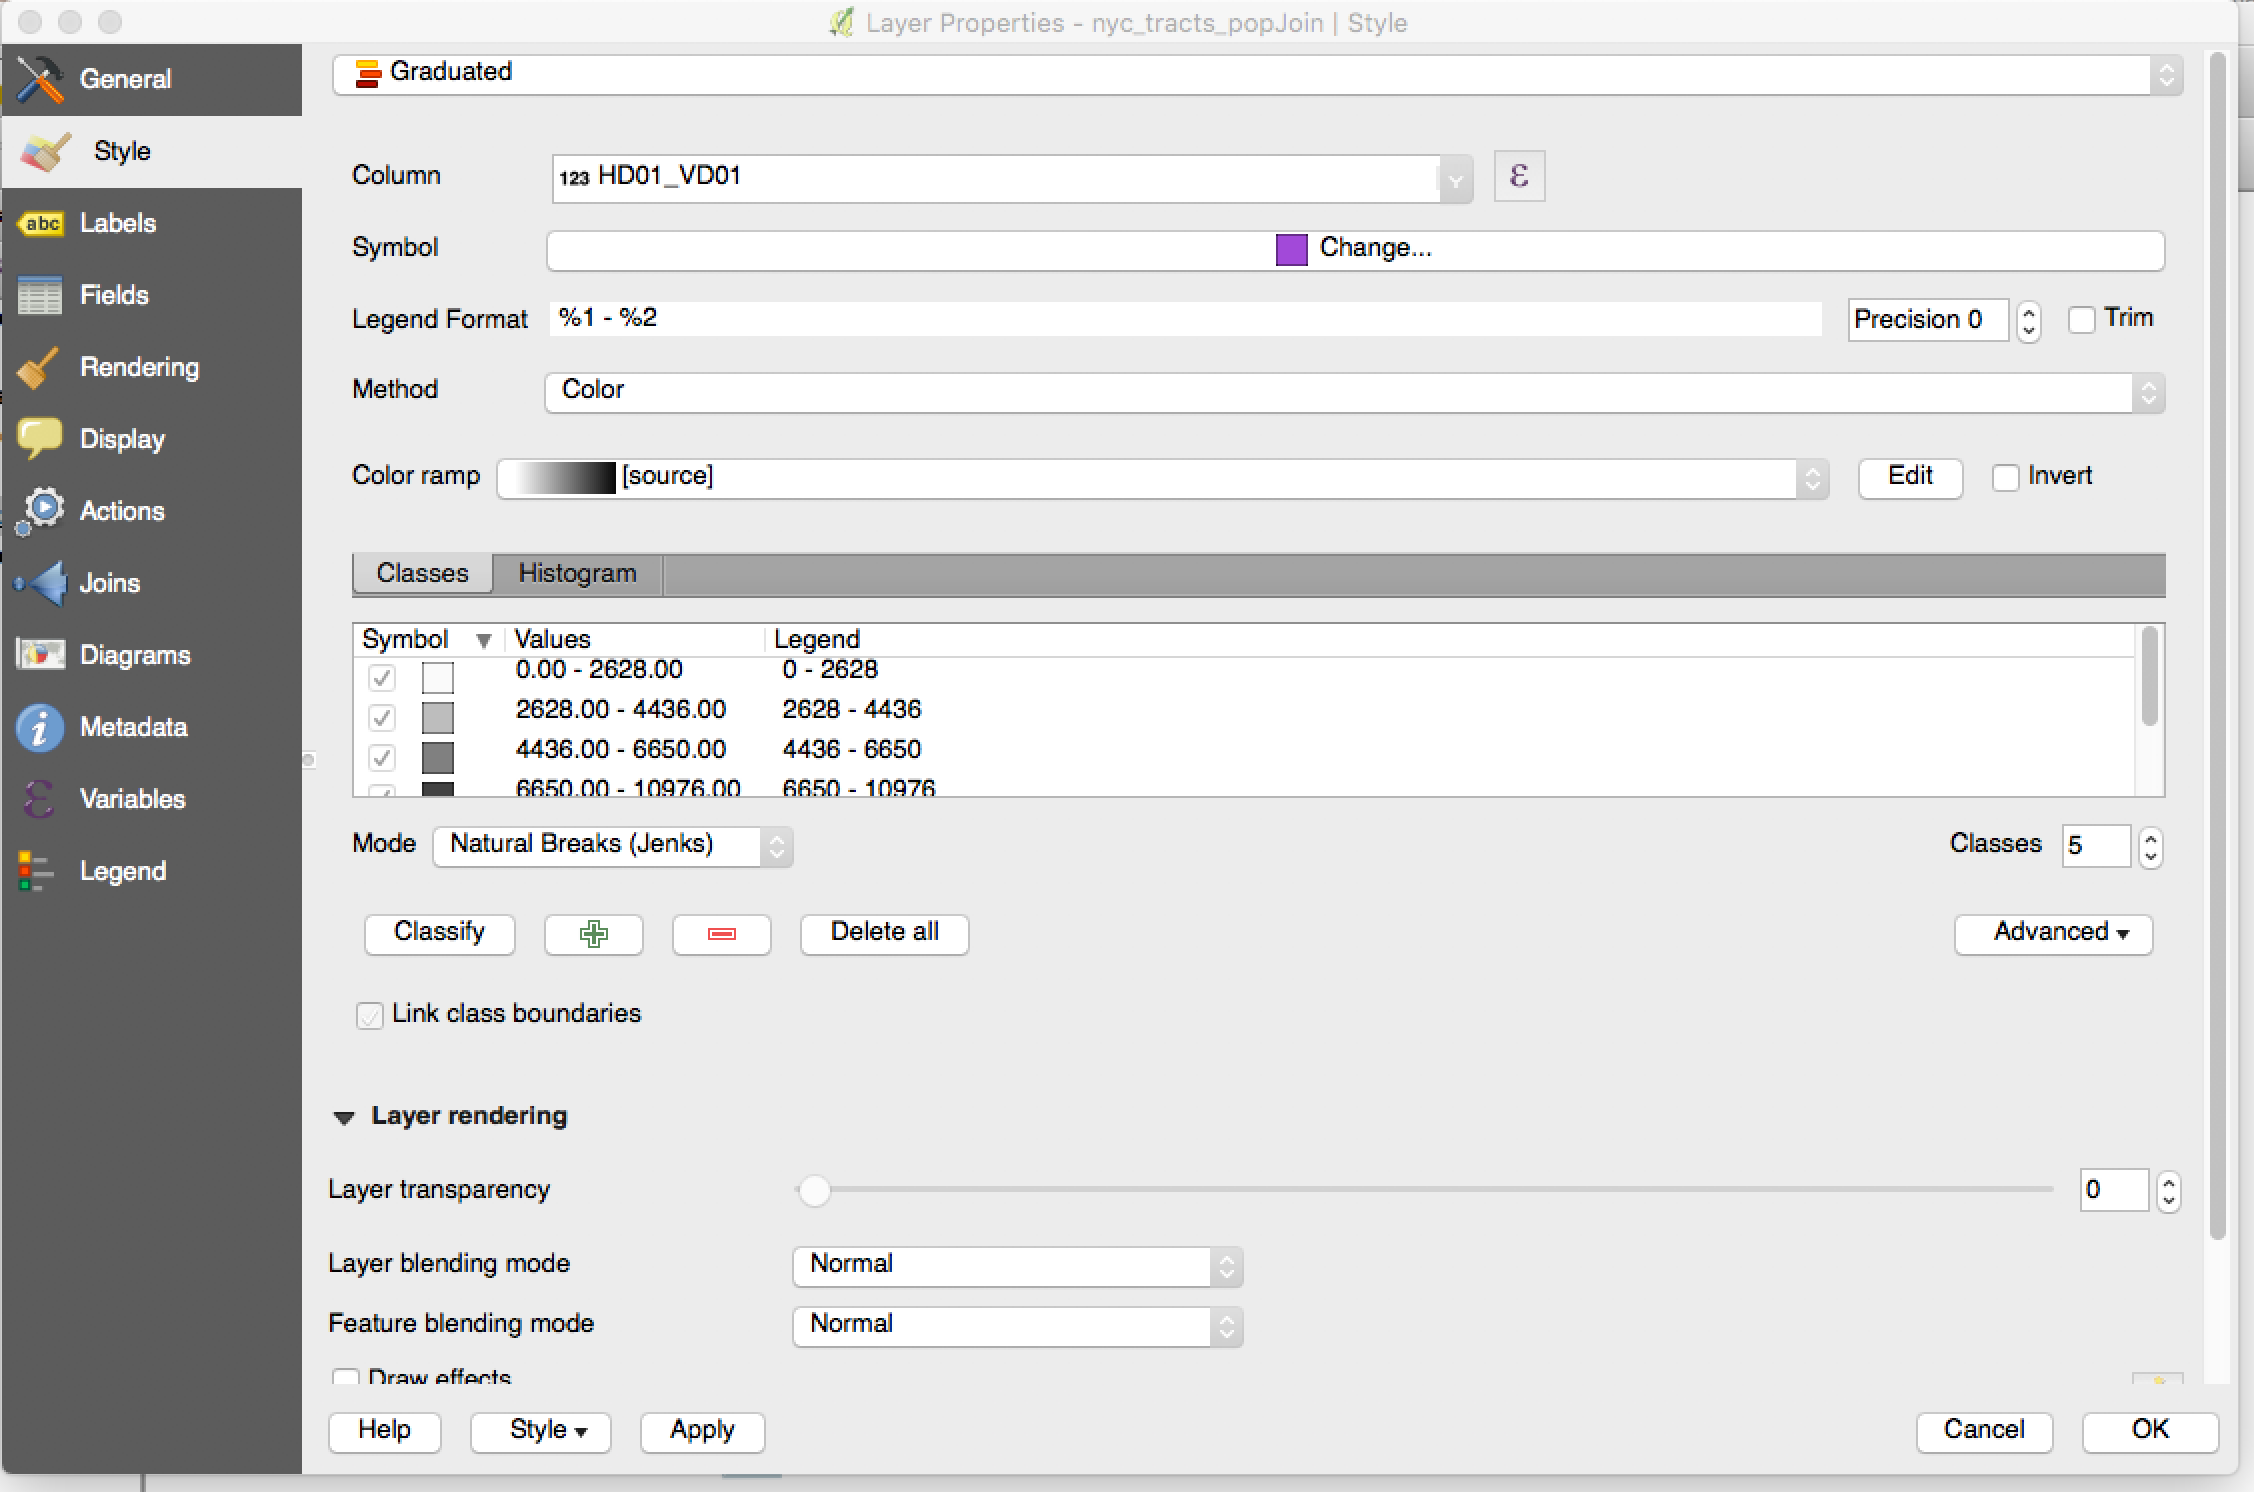 Layer Properties - nyc_tracts_popJoin | Style
General
Style
Labels
Fields
Rendering
Display
Actions
Joins
Diagrams
Metadata
Variables
Legend
Graduated
Column 123 HD01_VD01 ε
Symbol Change...
Legend Format %1 - %2 Precision 0 Trim
Method Color
Color ramp [source] Edit Invert
Classes Histogram
Symbol Values Legend
0.00 - 2628.00 0 - 2628
2628.00 - 4436.00 2628 - 4436
4436.00 - 6650.00 4436 - 6650
6650.00 - 10976.00 6650 - 10976
Mode Natural Breaks (Jenks) Classes 5
Classify Delete all Advanced
Link class boundaries
Layer rendering
Layer transparency 0
Layer blending mode Normal
Feature blending mode Normal
Draw effects
Help Style Apply Cancel OK